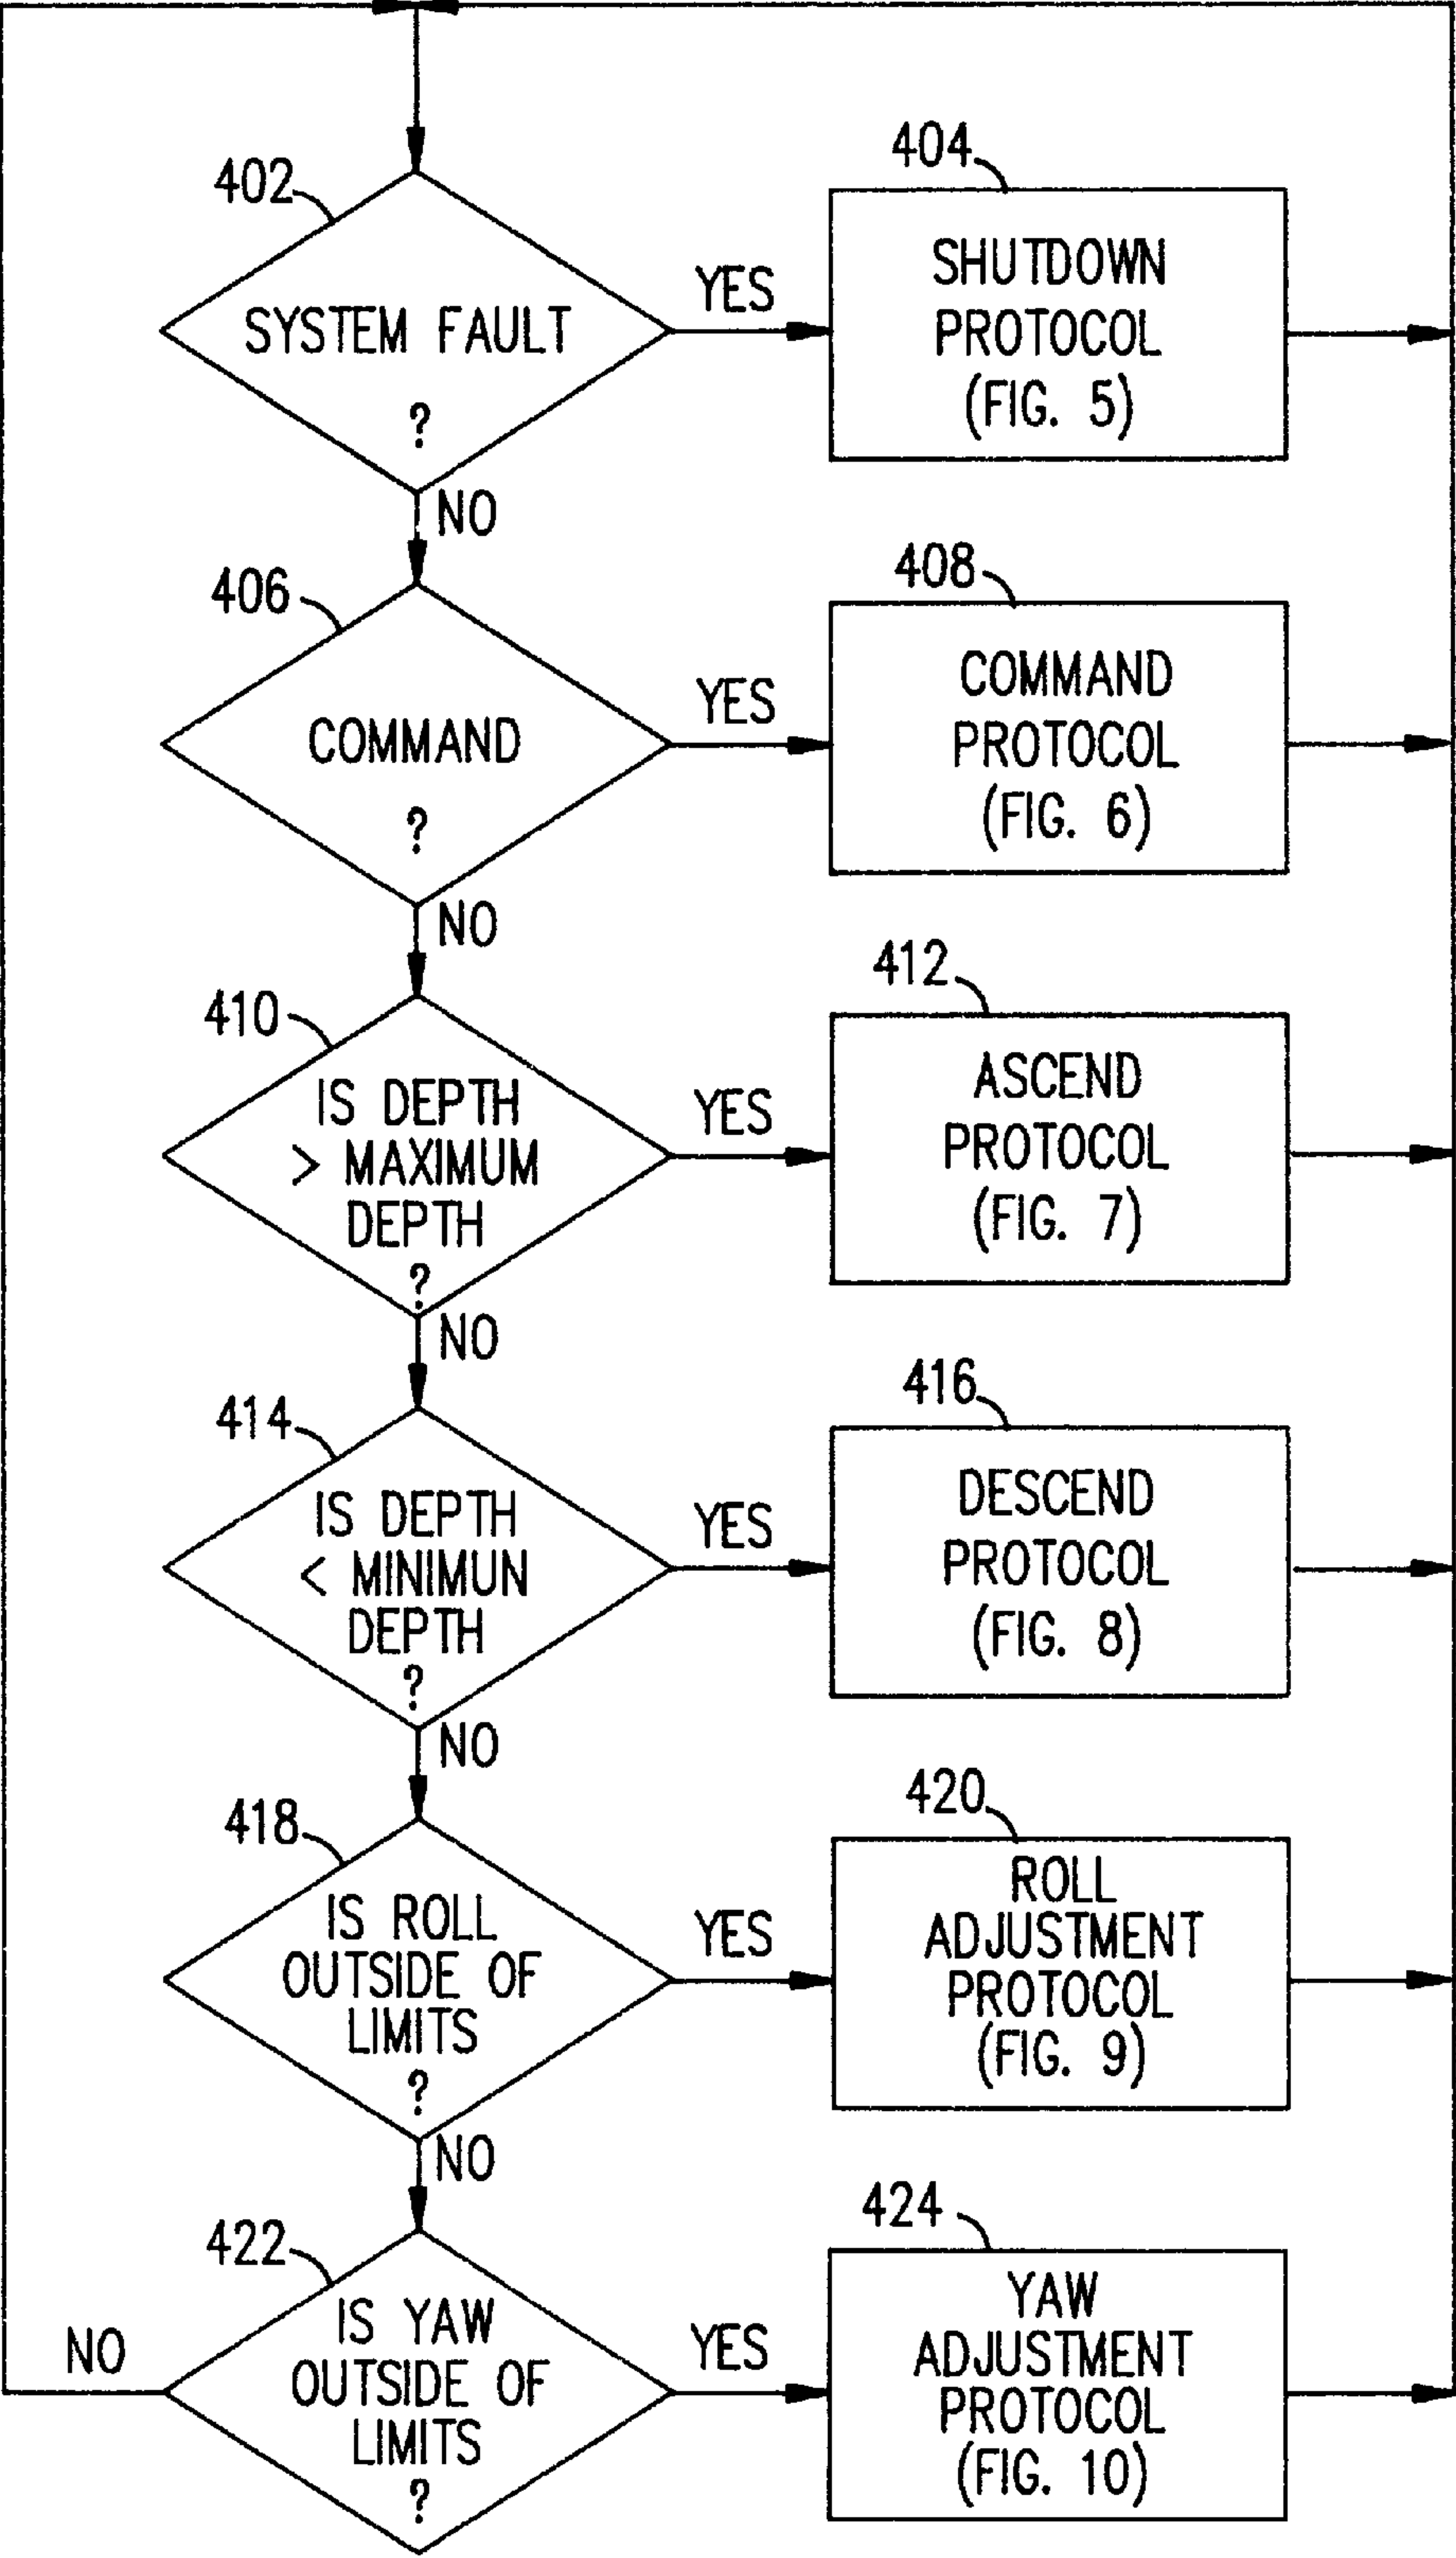 402
SYSTEM FAULT
?
YES
NO
404
SHUTDOWN
PROTOCOL
(FIG. 5)
406
COMMAND
?
YES
NO
408
COMMAND
PROTOCOL
(FIG. 6)
410
IS DEPTH
> MAXIMUM
DEPTH
?
YES
NO
412
ASCEND
PROTOCOL
(FIG. 7)
414
IS DEPTH
< MINIMUN
DEPTH
?
YES
NO
416
DESCEND
PROTOCOL
(FIG. 8)
418
IS ROLL
OUTSIDE OF
LIMITS
?
YES
NO
420
ROLL
ADJUSTMENT
PROTOCOL
(FIG. 9)
422
IS YAW
OUTSIDE OF
LIMITS
?
NO
YES
424
YAW
ADJUSTMENT
PROTOCOL
(FIG. 10)